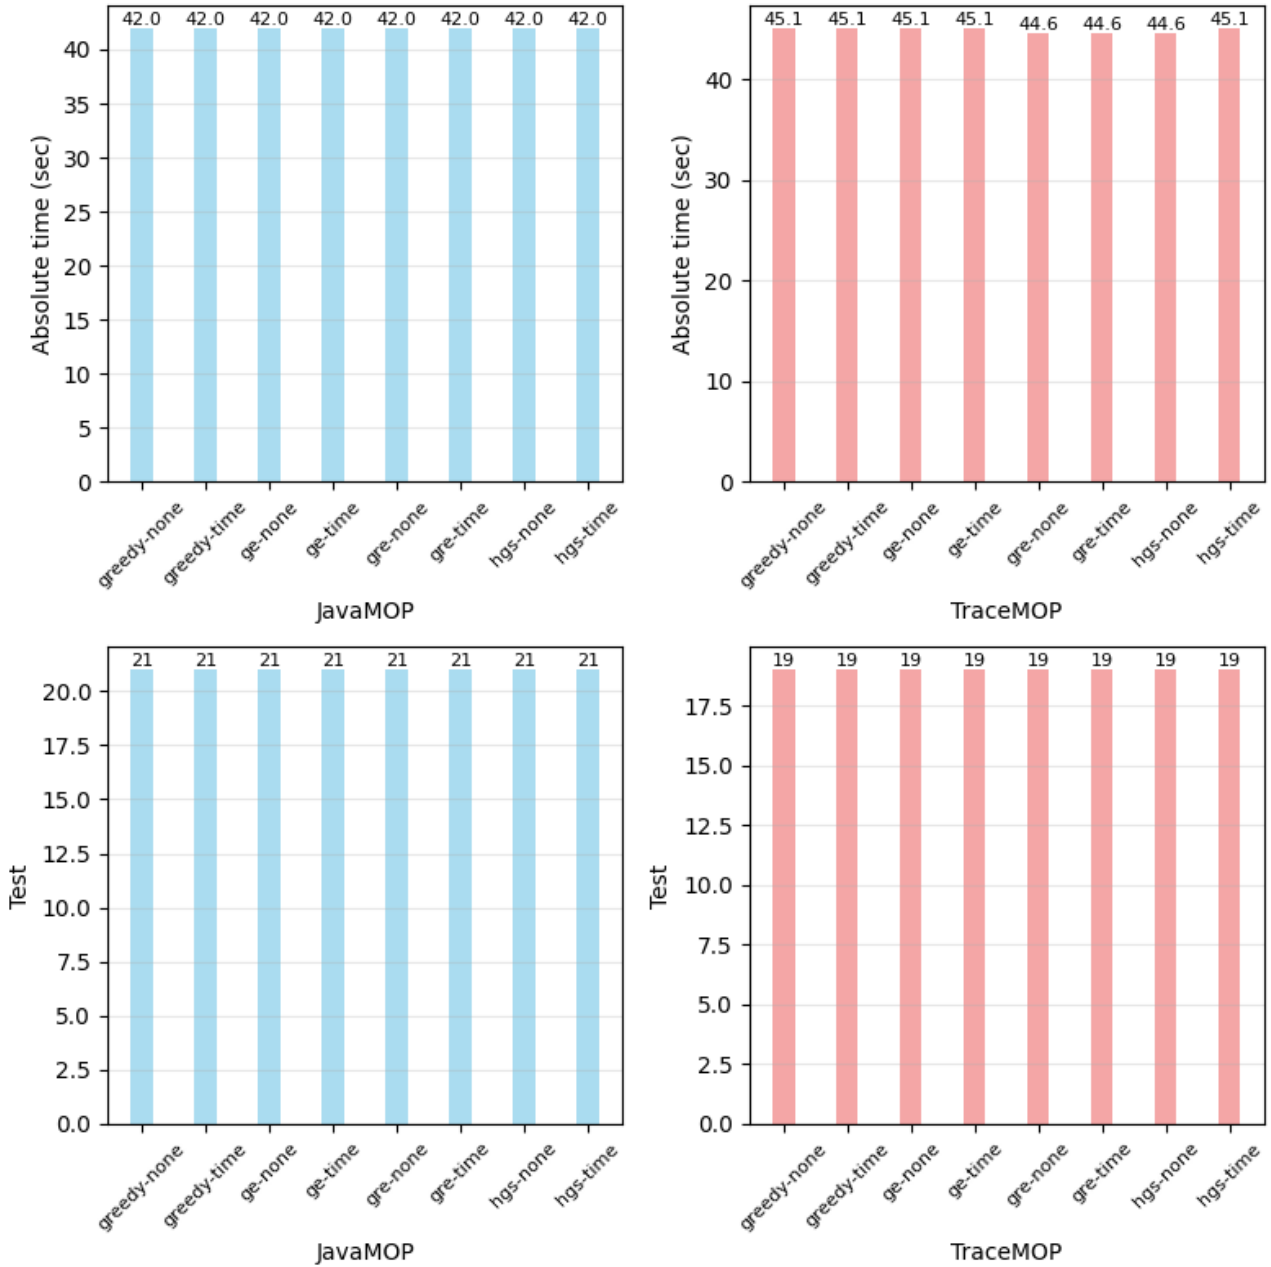 42.0 42.0 42.0 42.0 42.0 42.0 42.0 42.0
40
35
30
25
20
15
10
5
0
Absolute time (sec)
greedy-none greedy-time ge-none ge-time gre-none gre-time hgs-none hgs-time
JavaMOP
45.1 45.1 45.1 45.1 44.6 44.6 44.6 45.1
40
30
20
10
0
Absolute time (sec)
greedy-none greedy-time ge-none ge-time gre-none gre-time hgs-none hgs-time
TraceMOP
21 21 21 21 21 21 21 21
20.0
17.5
15.0
12.5
10.0
7.5
5.0
2.5
0.0
Test
greedy-none greedy-time ge-none ge-time gre-none gre-time hgs-none hgs-time
JavaMOP
19 19 19 19 19 19 19 19
17.5
15.0
12.5
10.0
7.5
5.0
2.5
0.0
Test
greedy-none greedy-time ge-none ge-time gre-none gre-time hgs-none hgs-time
TraceMOP